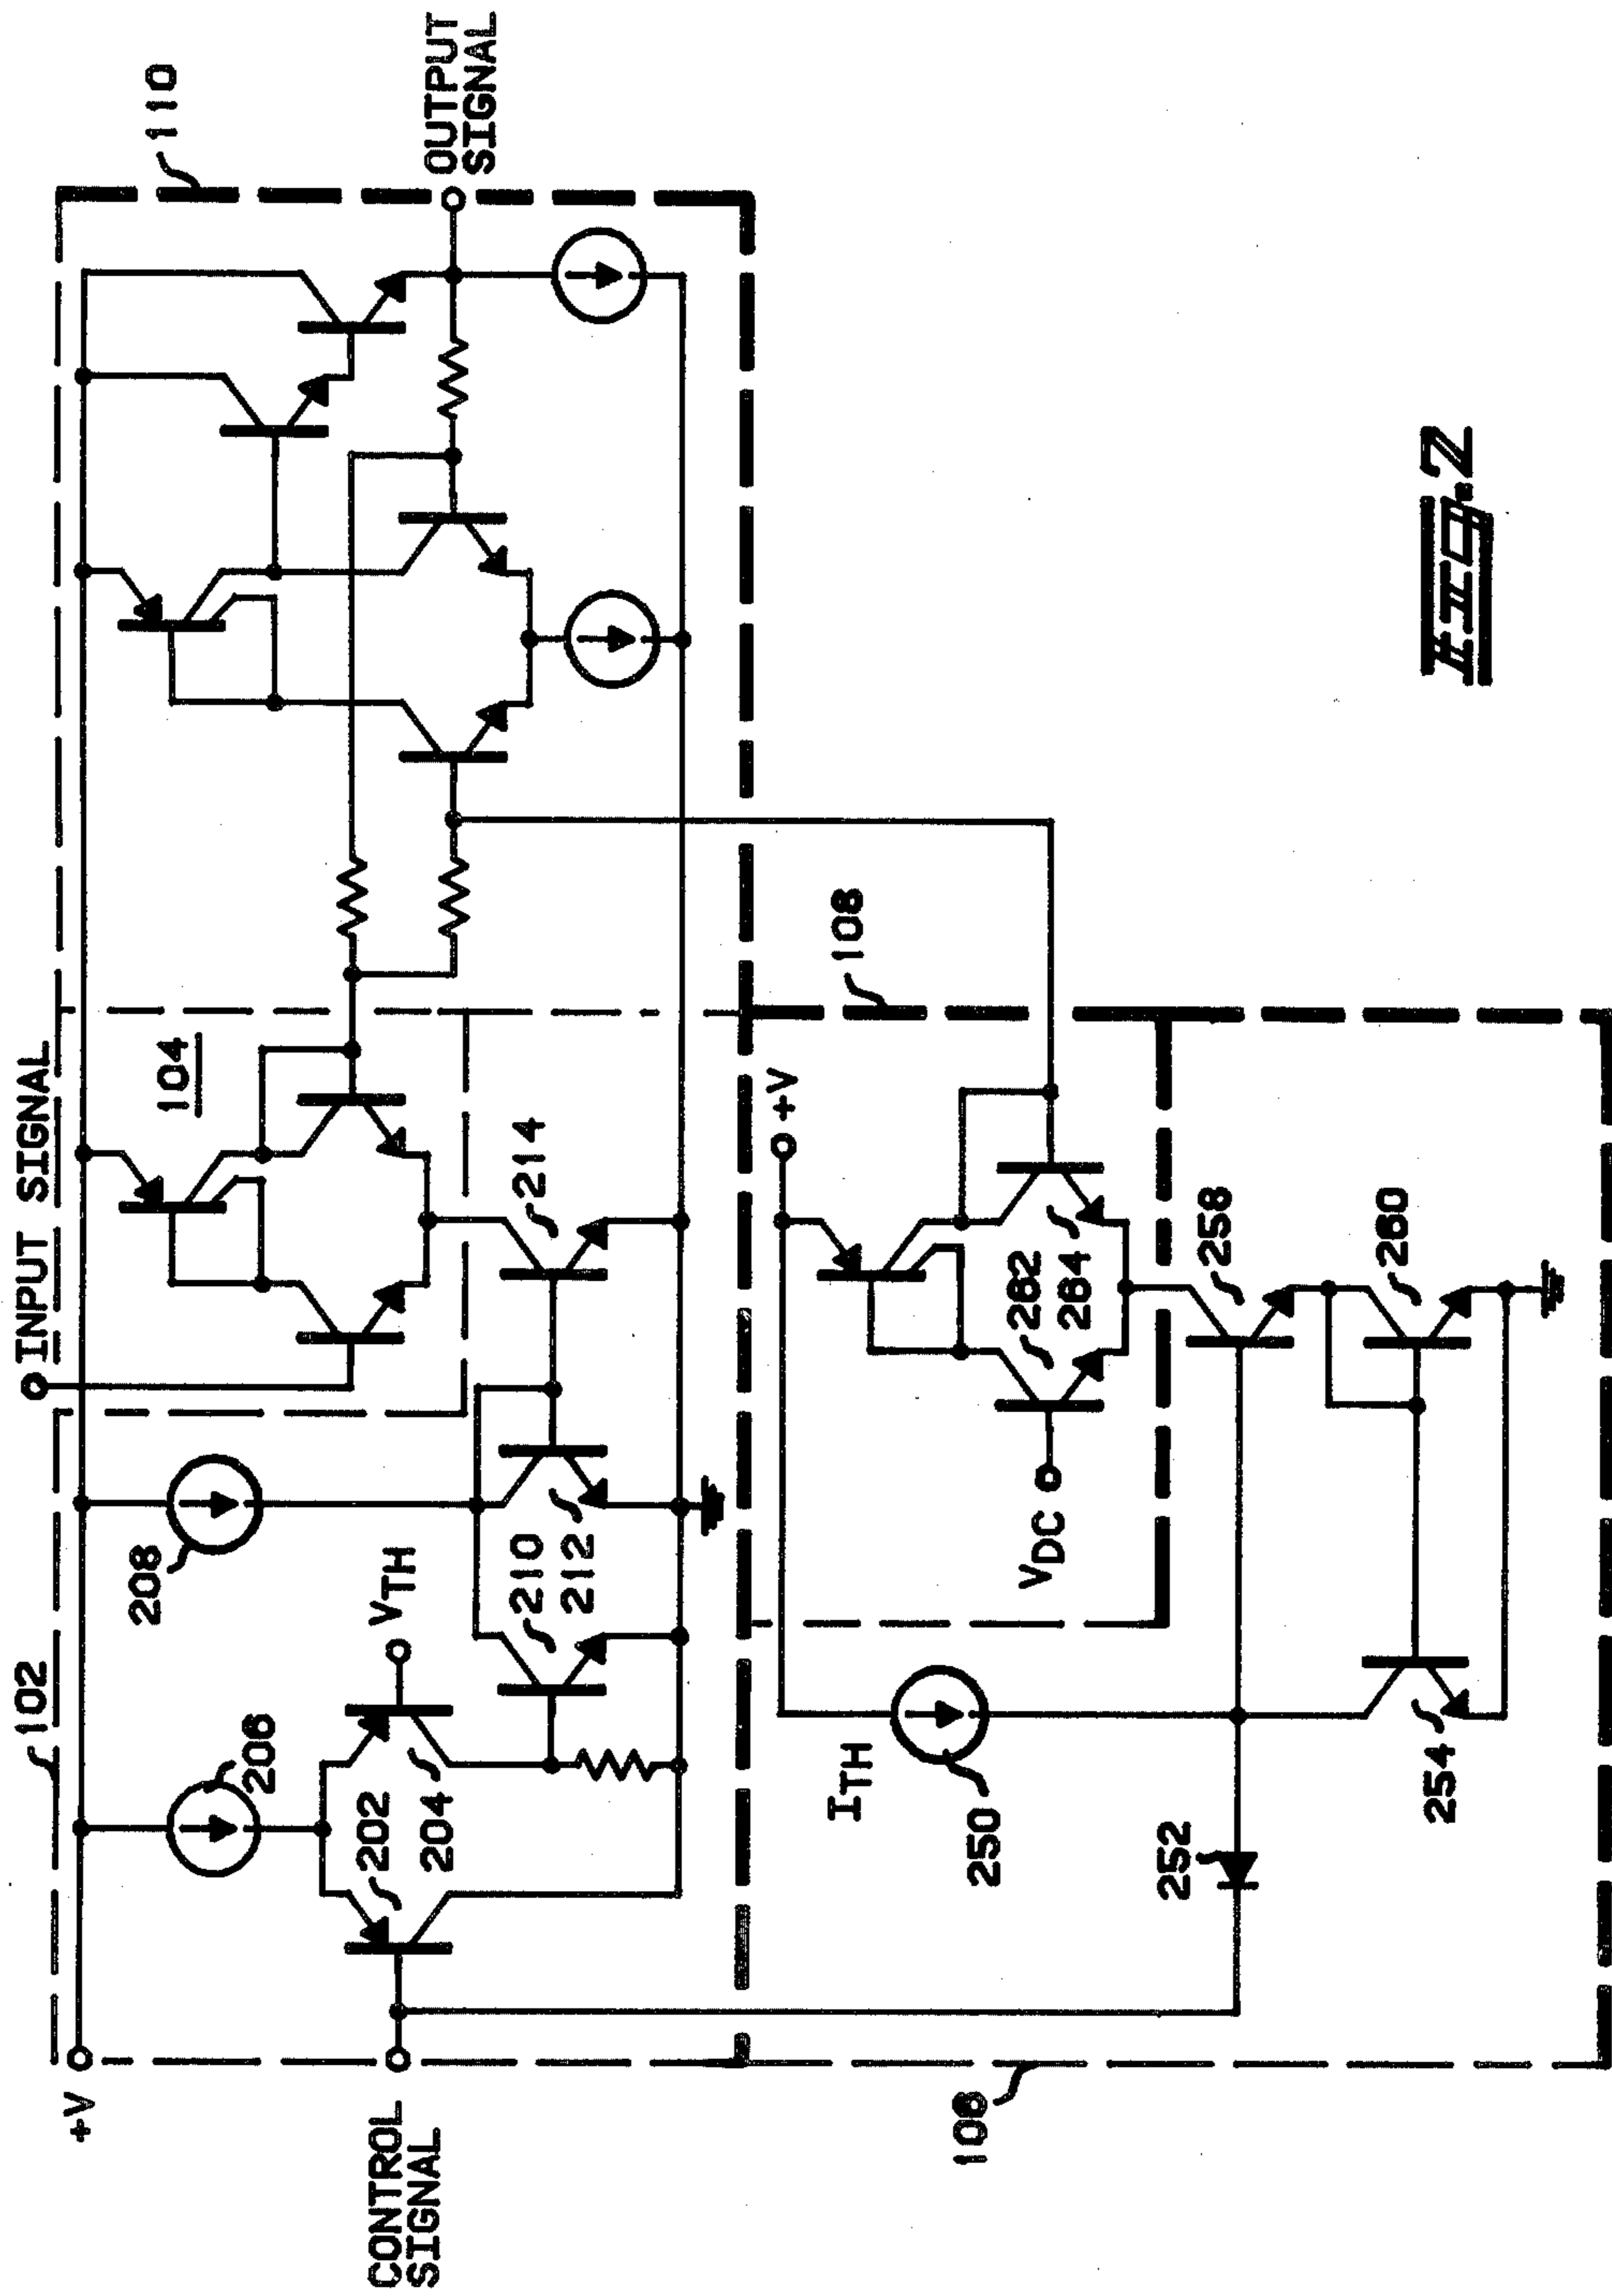 102
INPUT SIGNAL
+V
208
104
110
206
VTH
202
204
CONTROL
SIGNAL
210
212
214
OUTPUT
SIGNAL
+V
ITH
108
250
106
VDC
262
264
252
258
254
260
FIG.2